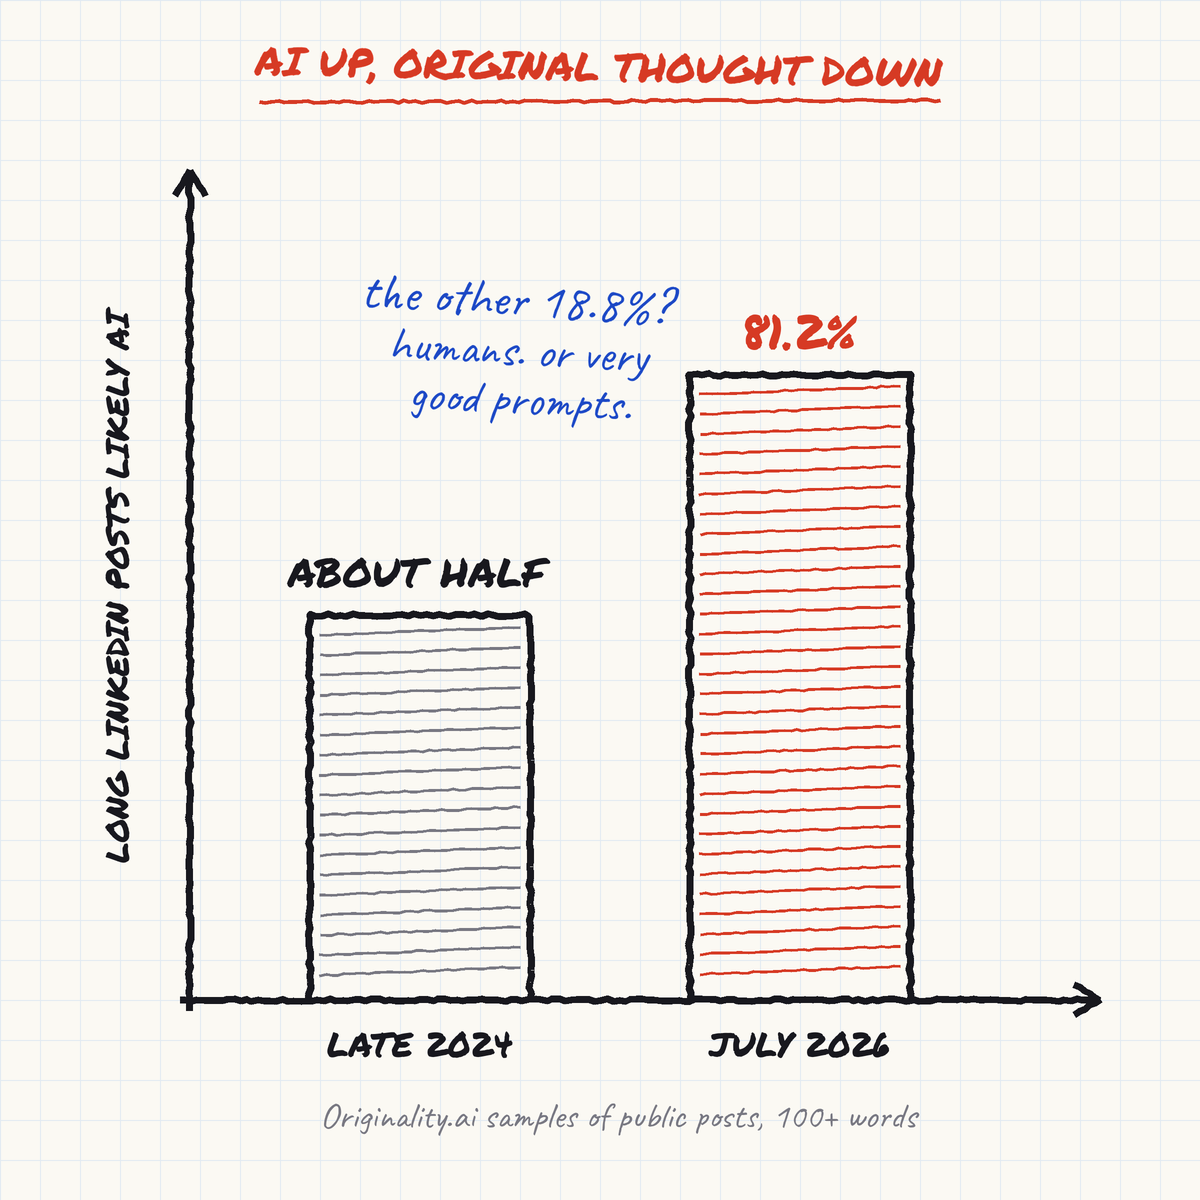 AI UP, ORIGINAL THOUGHT DOWN
LONG LINKEDIN POSTS LIKELY AI
the other 18.8%?
humans. or very
good prompts.
81.2%
ABOUT HALF
LATE 2024
JULY 2026
Originality.ai samples of public posts, 100+ words